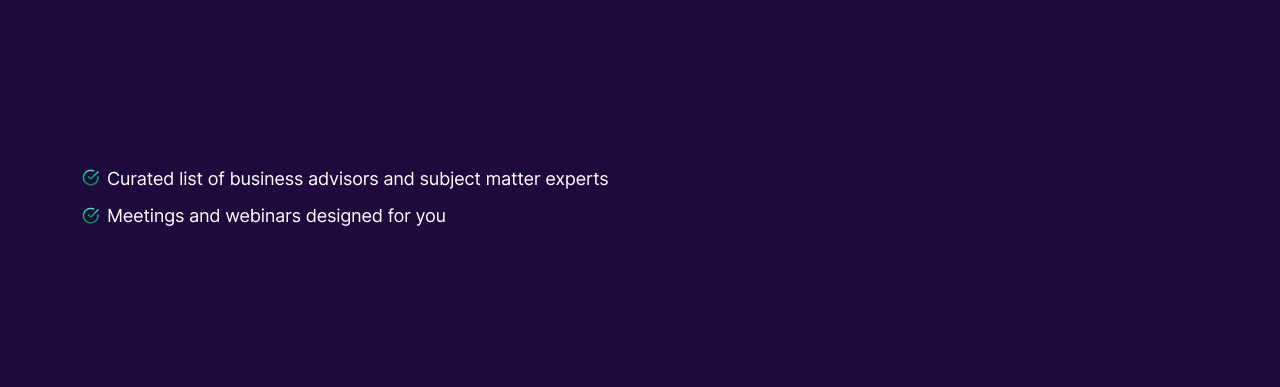 Curated list of business advisors and subject matter experts
Meetings and webinars designed for you